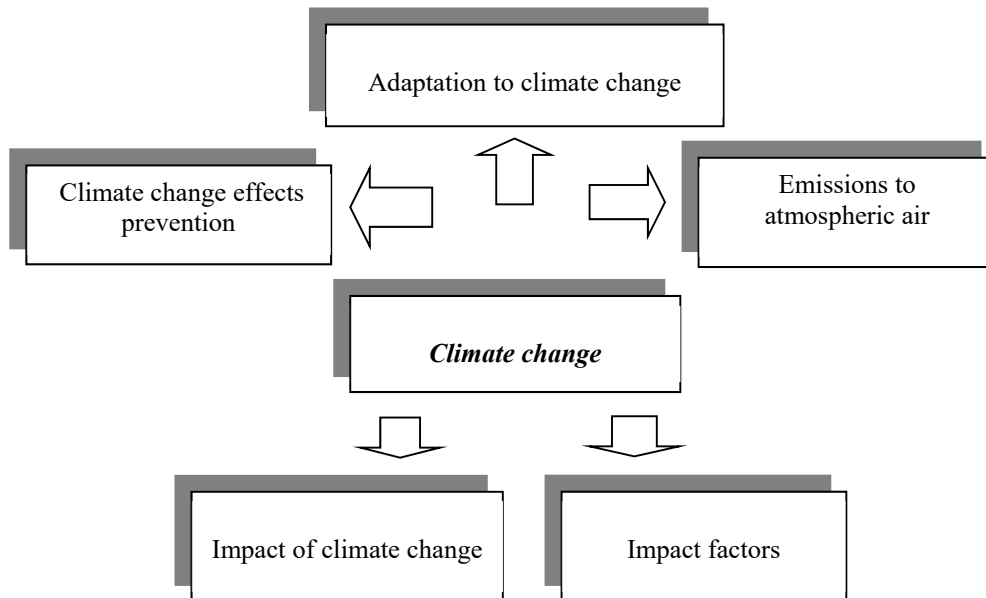 Adaptation to climate change
Climate change effects
prevention
Emissions to
atmospheric air
Climate change
Impact of climate change
Impact factors